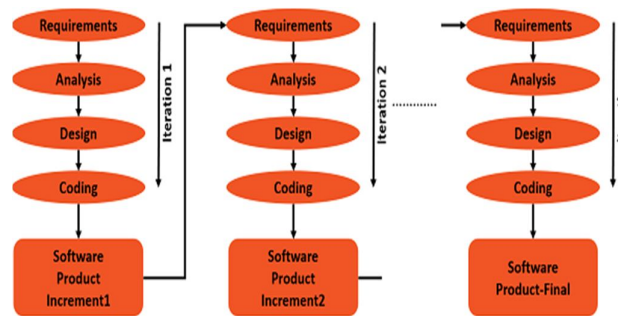 Requirements
Analysis
Design
Coding
Software
Product
Increment1
Iteration 1
Requirements
Analysis
Design
Coding
Software
Product
Increment2
Iteration 2
Requirements
Analysis
Design
Coding
Software
Product-Final